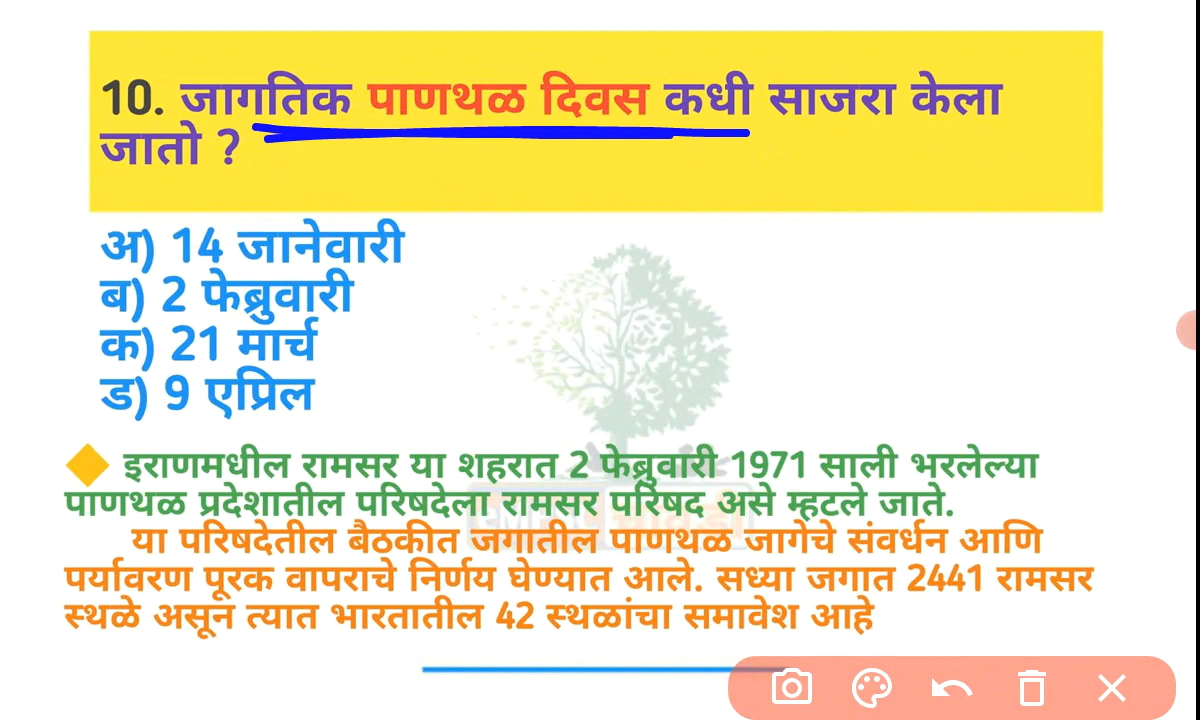 10. जागतिक पाणथळ दिवस कधी साजरा केला
जातो ?
अ) 14 जानेवारी
ब) 2 फेब्रुवारी
क) 21 मार्च
ड) 9 एप्रिल
इराणमधील रामसर या शहरात 2 फेब्रुवारी 1971 साली भरलेल्या
पाणथळ प्रदेशातील परिषदेला रामसर परिषद असे म्हटले जाते.
या परिषदेतील बैठकीत जगातील पाणथळ जागेचे संवर्धन आणि
पर्यावरण पूरक वापराचे निर्णय घेण्यात आले. सध्या जगात 2441 रामसर
स्थळे असून त्यात भारतातील 42 स्थळांचा समावेश आहे